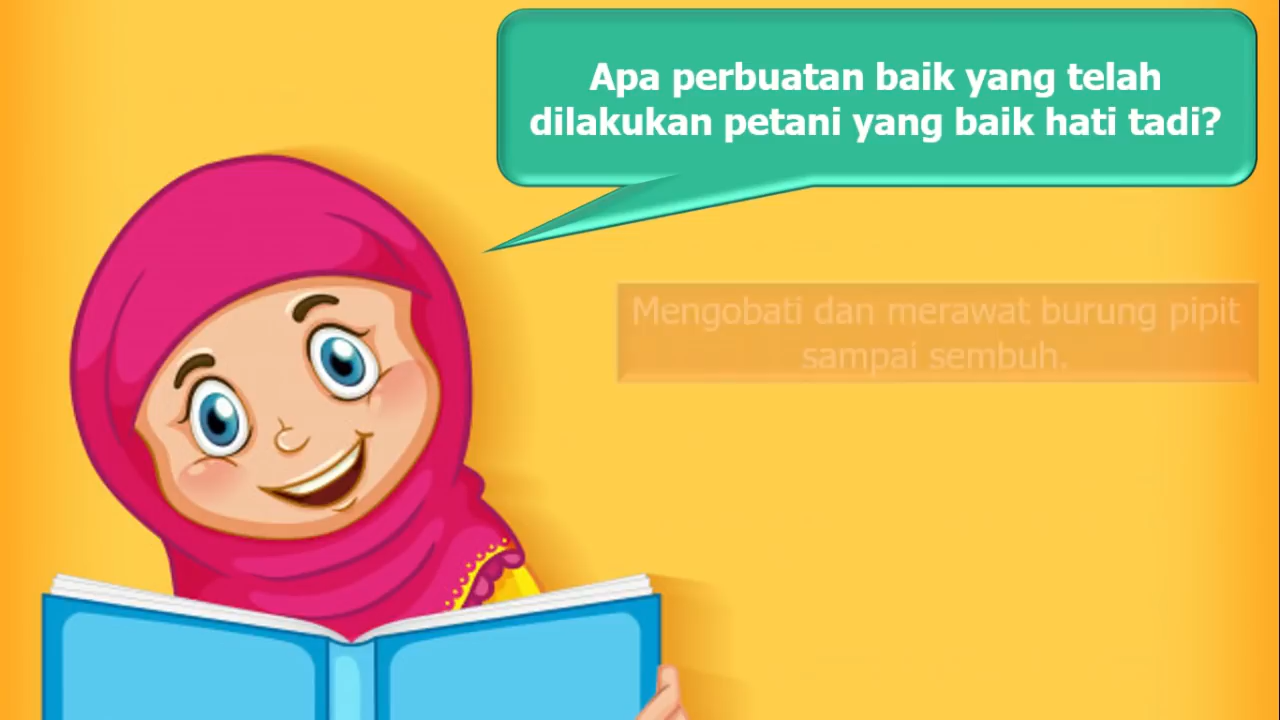 Apa perbuatan baik yang telah
dilakukan petani yang baik hati tadi?
Mengobati dan merawat burung pipit
sampai sembuh.